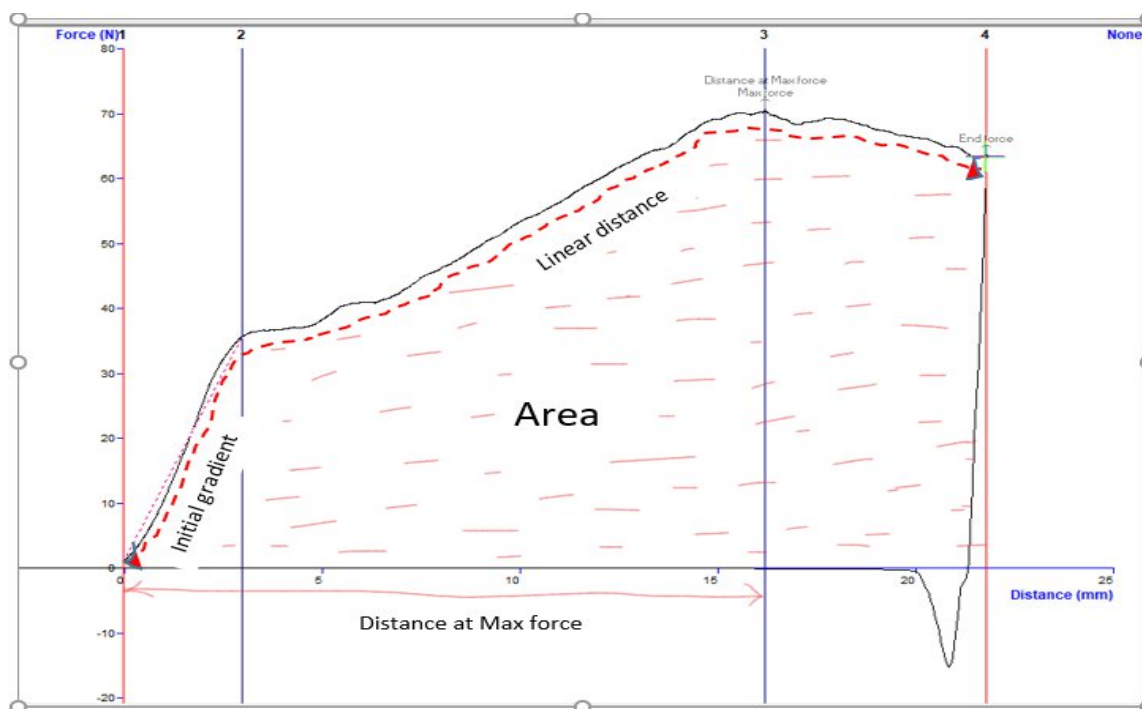 Force (N) 1 2 3 4 None
80
Distance at Max force
Max force
70
End force
60
Linear distance
50
40
30
Area
20
Initial gradient
10
0
0 5 10 15 20 25
Distance (mm)
Distance at Max force
-10
-20